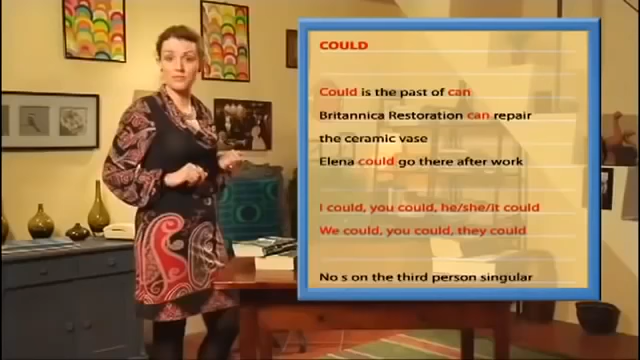 COULD
Could is the past of can
Britannica Restoration can repair
the ceramic vase
Elena could go there after work
I could, you could, he/she/it could
We could, you could, they could
No s on the third person singular